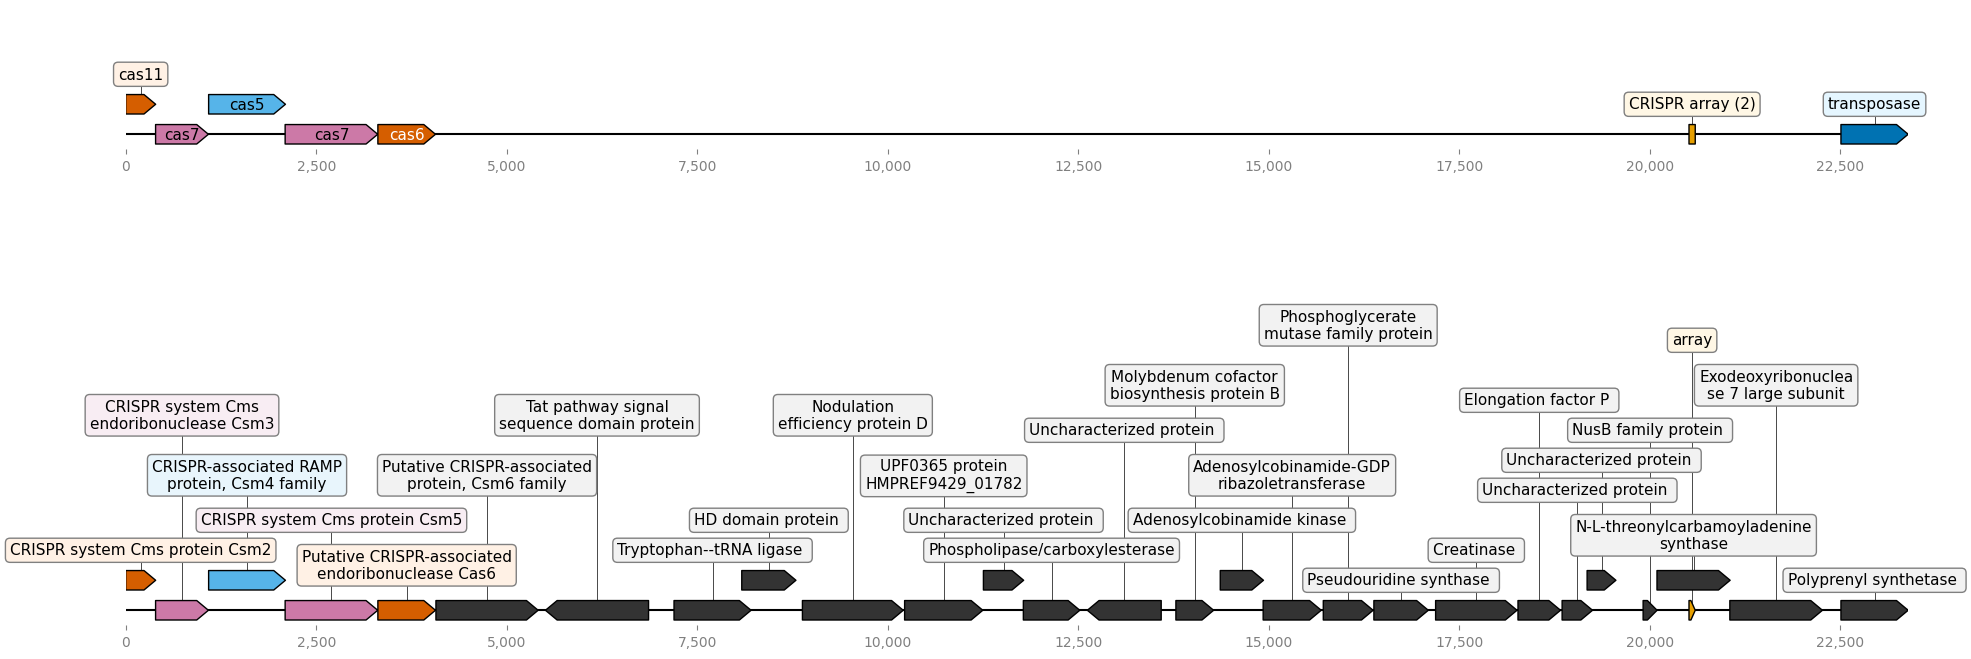 cas11
cas5
CRISPR array (2)
transposase
cas7
cas7
cas6
0
2,500
5,000
7,500
10,000
12,500
15,000
17,500
20,000
22,500
Phosphoglycerate
mutase family protein
array
Molybdenum cofactor
biosynthesis protein B
Exodeoxyribonuclea
se 7 large subunit
Elongation factor P
CRISPR system Cms
endoribonuclease Csm3
Tat pathway signal
sequence domain protein
Nodulation
efficiency protein D
Uncharacterized protein
NusB family protein
Uncharacterized protein
CRISPR-associated RAMP
protein, Csm4 family
Putative CRISPR-associated
protein, Csm6 family
UPF0365 protein
HMPREF9429_01782
Adenosylcobinamide-GDP
ribazoletransferase
Uncharacterized protein
CRISPR system Cms protein Csm5
HD domain protein
Uncharacterized protein
Adenosylcobinamide kinase
N-L-threonylcarbamoyladenine
synthase
CRISPR system Cms protein Csm2
Putative CRISPR-associated
endoribonuclease Cas6
Tryptophan--tRNA ligase
Phospholipase/carboxylesterase
Creatinase
Pseudouridine synthase
Polyprenyl synthetase
0
2,500
5,000
7,500
10,000
12,500
15,000
17,500
20,000
22,500